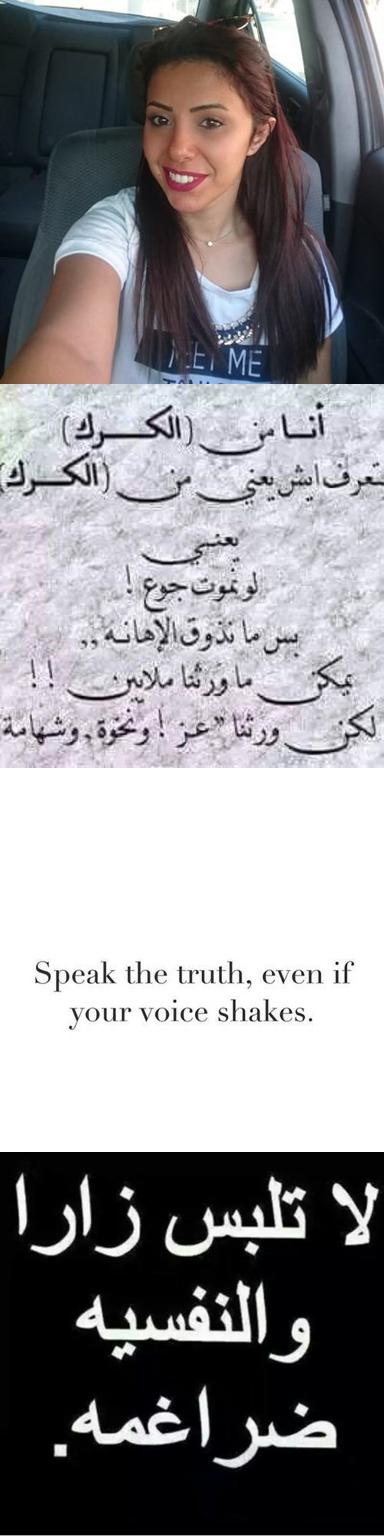 MEET ME
أنا من (الكرك)
تعرف ايش يعني من (الكرك)
يعني
لو نموت جوع !
بس ما نذوق الإهانه ,,
يمكن ما ورثنا ملايين !!
لكن ورثنا "عز ! ونخوة , وشهامة
Speak the truth, even if
your voice shakes.
لا تلبس زارا
والنفسيه
ضراغمه.